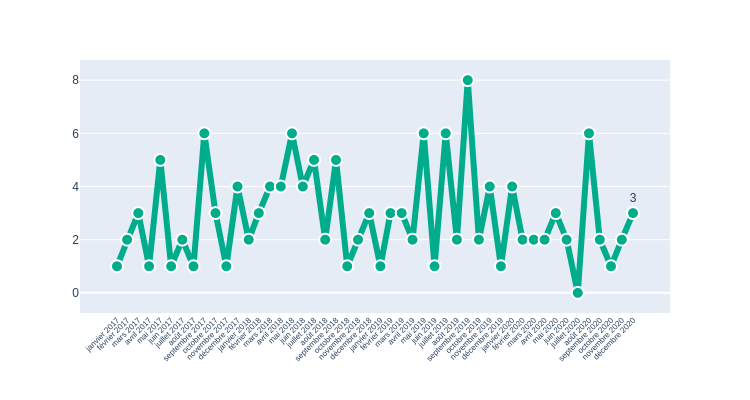 8
6
4
2
0
3
janvier 2017
février 2017
mars 2017
avril 2017
mai 2017
juin 2017
juillet 2017
août 2017
septembre 2017
octobre 2017
novembre 2017
décembre 2017
janvier 2018
février 2018
mars 2018
avril 2018
mai 2018
juin 2018
juillet 2018
août 2018
septembre 2018
octobre 2018
novembre 2018
décembre 2018
janvier 2019
février 2019
mars 2019
avril 2019
mai 2019
juin 2019
juillet 2019
août 2019
septembre 2019
octobre 2019
novembre 2019
décembre 2019
janvier 2020
février 2020
mars 2020
avril 2020
mai 2020
juin 2020
juillet 2020
août 2020
septembre 2020
octobre 2020
novembre 2020
décembre 2020